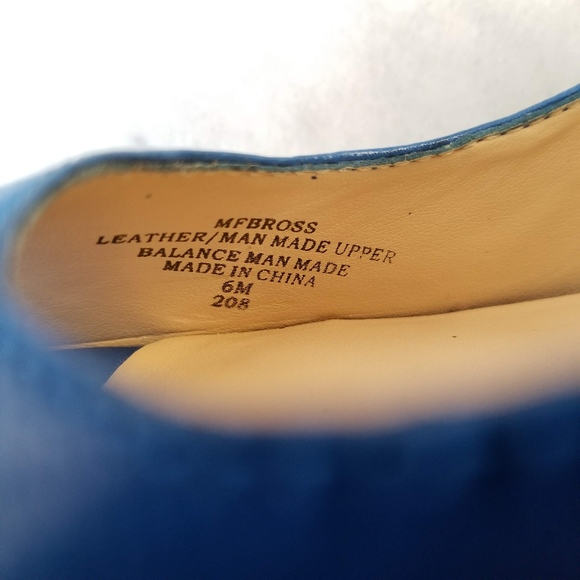 MFBROSS
LEATHER/MAN MADE UPPER
BALANCE MAN MADE
MADE IN CHINA
6M
208